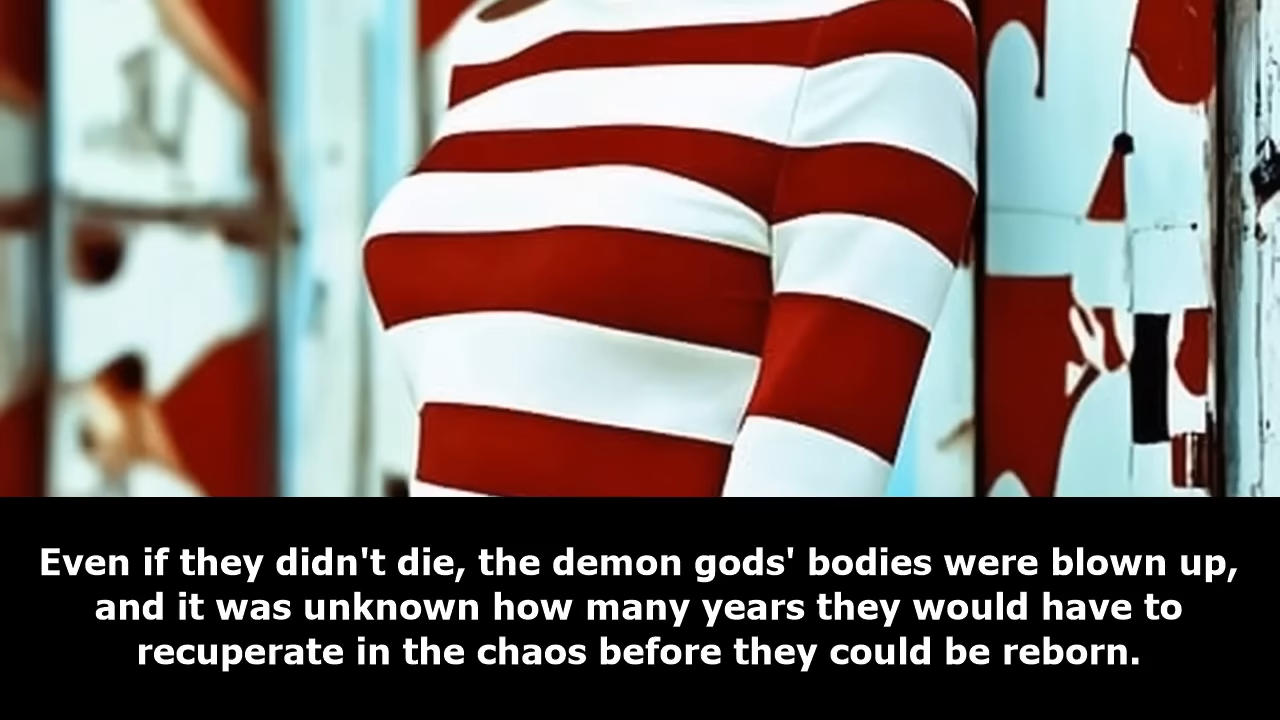 Even if they didn't die, the demon gods' bodies were blown up,
and it was unknown how many years they would have to
recuperate in the chaos before they could be reborn.